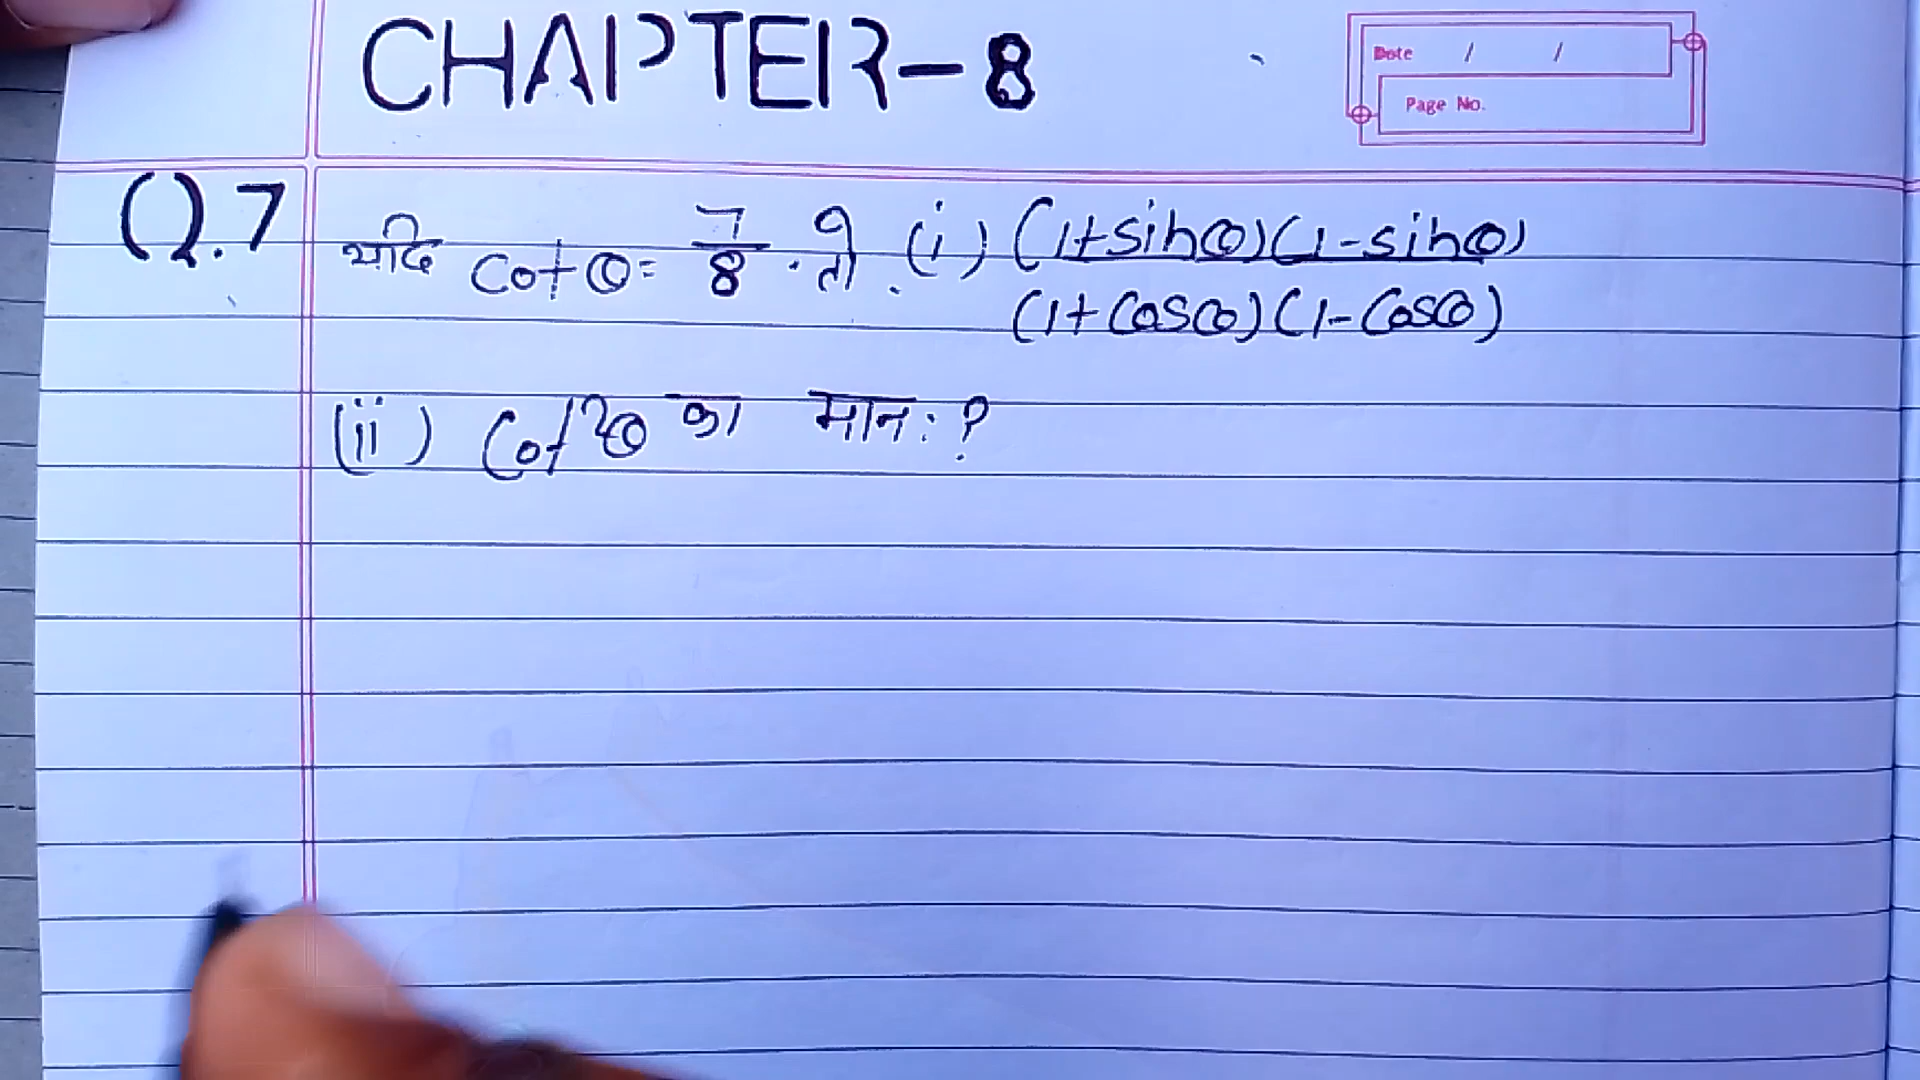 CHAPTER-8
Date / /
Page No.
Q.7 यदि cot θ = 7/8 . तो . (i) (1+sinθ)(1-sinθ)
(1+cosθ)(1-cosθ)
(ii) Cot²θ का मान : ?